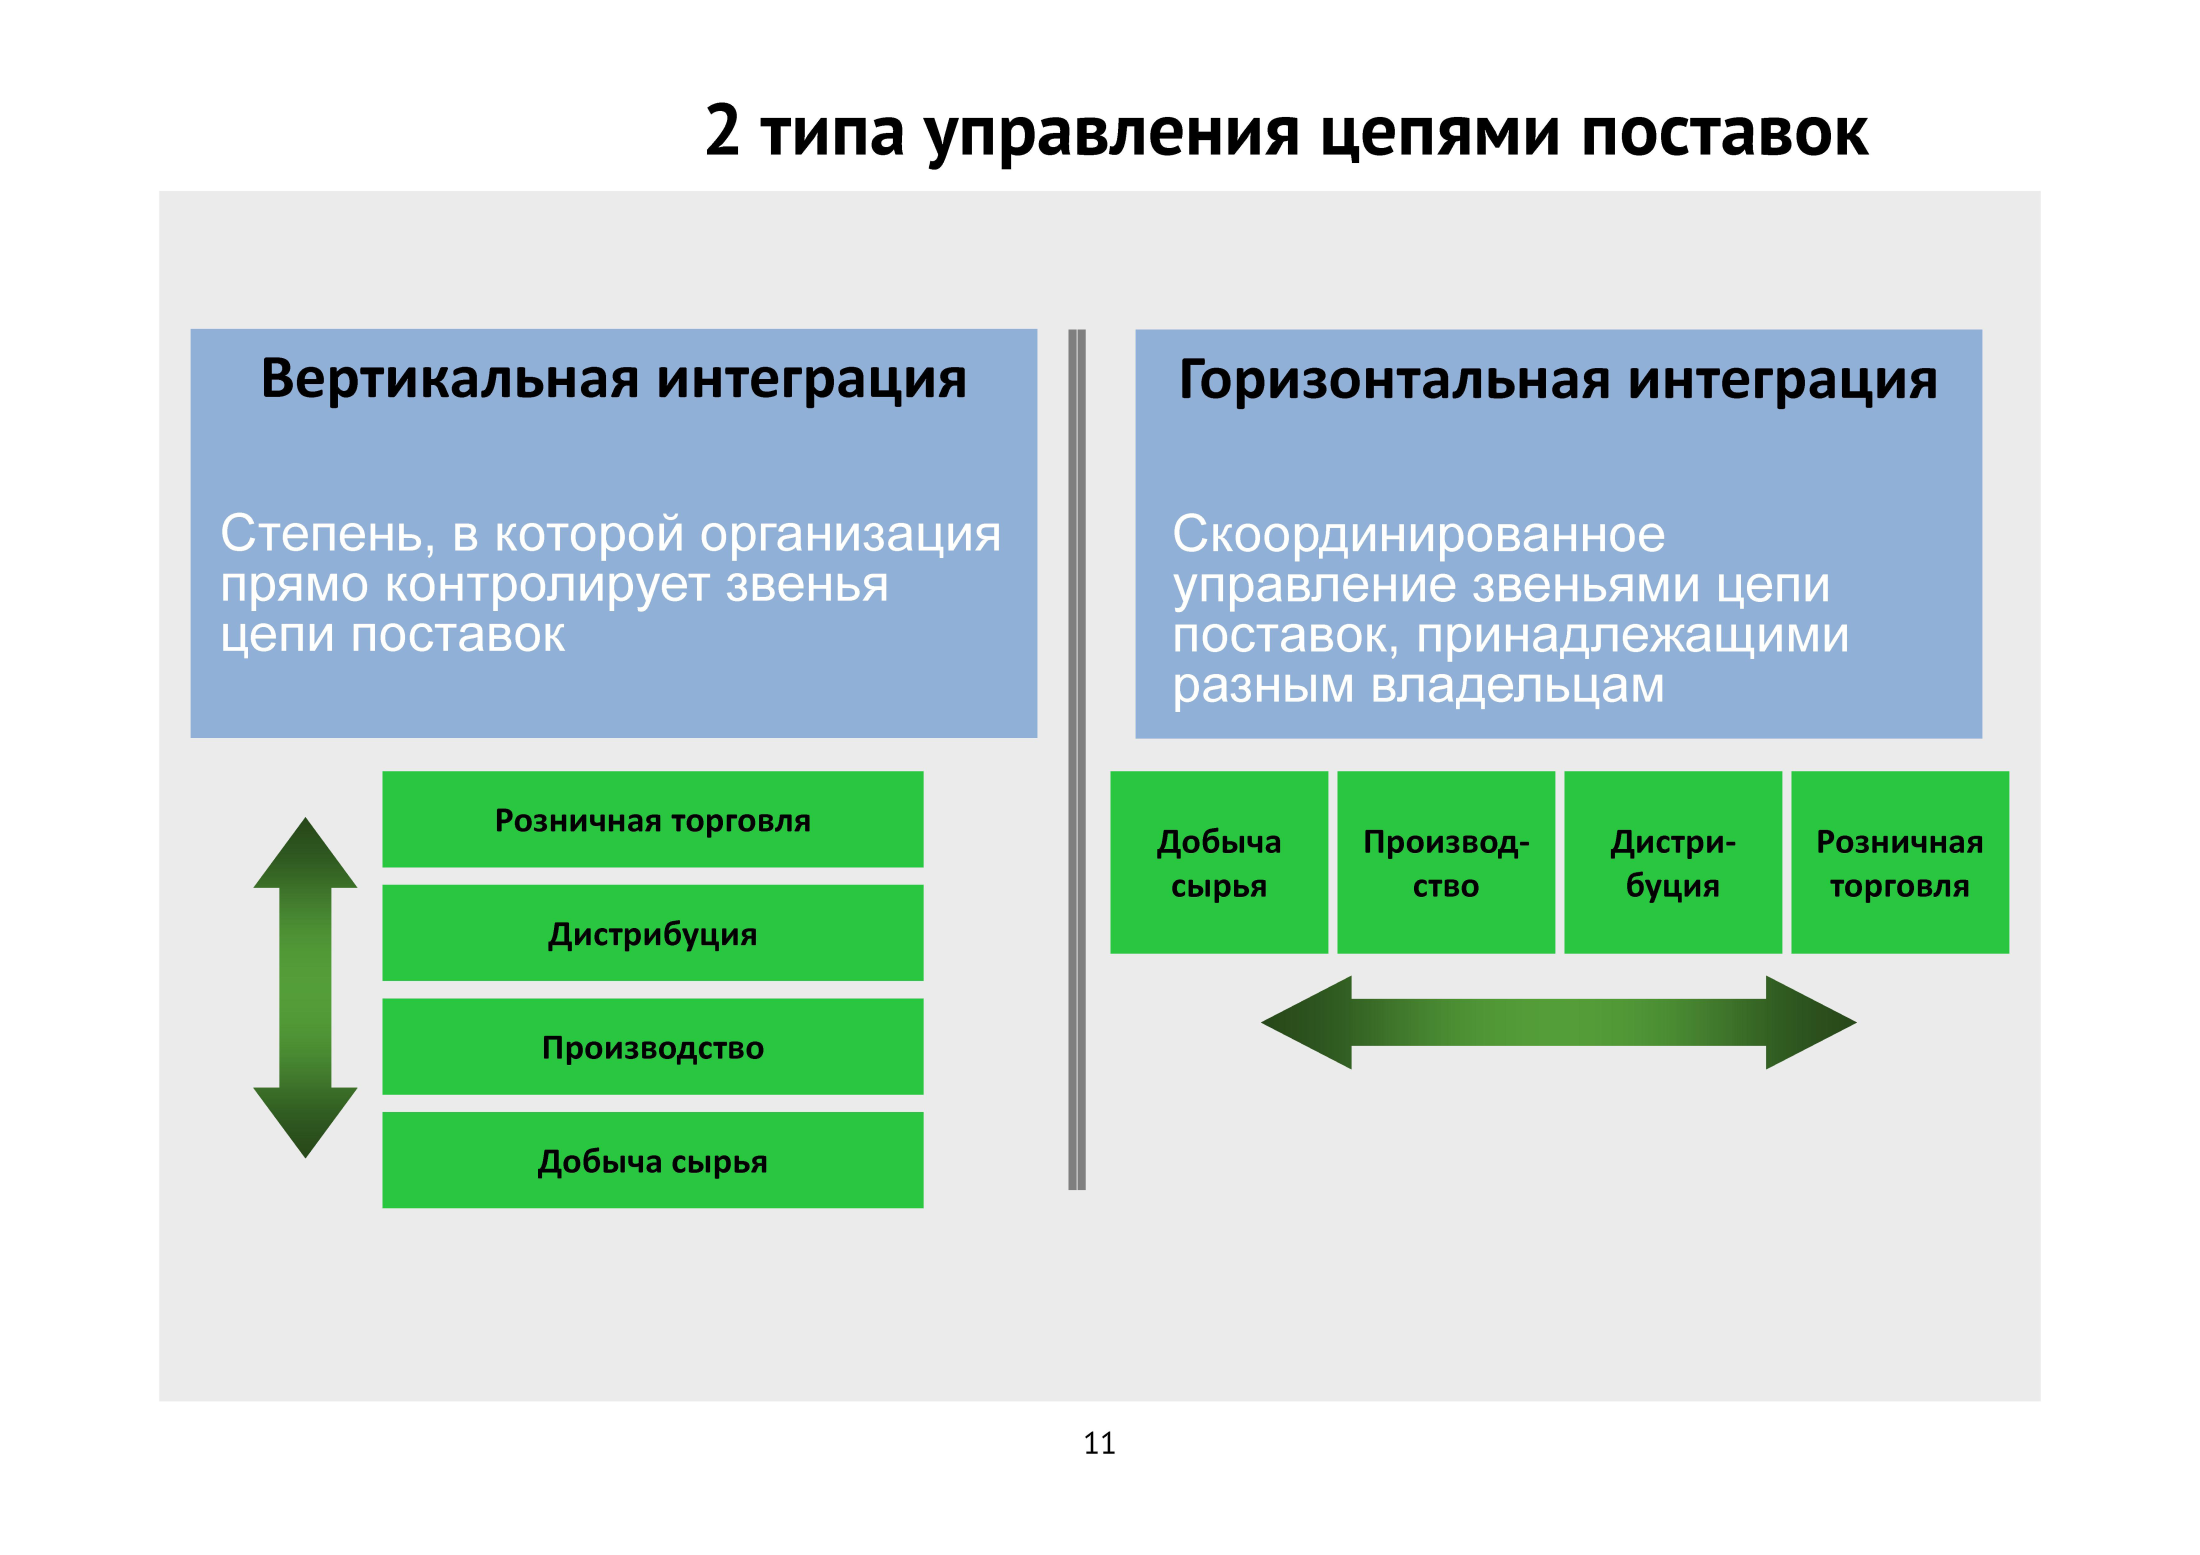 2 типа управления цепями поставок
Вертикальная интеграция
Степень, в которой организация
прямо контролирует звенья
цепи поставок
Розничная торговля
Дистрибуция
Производство
Добыча сырья
Горизонтальная интеграция
Скоординированное
управление звеньями цепи
поставок, принадлежащими
разным владельцам
Добыча
сырья
Производ-
ство
Дистри-
буция
Розничная
торговля
11